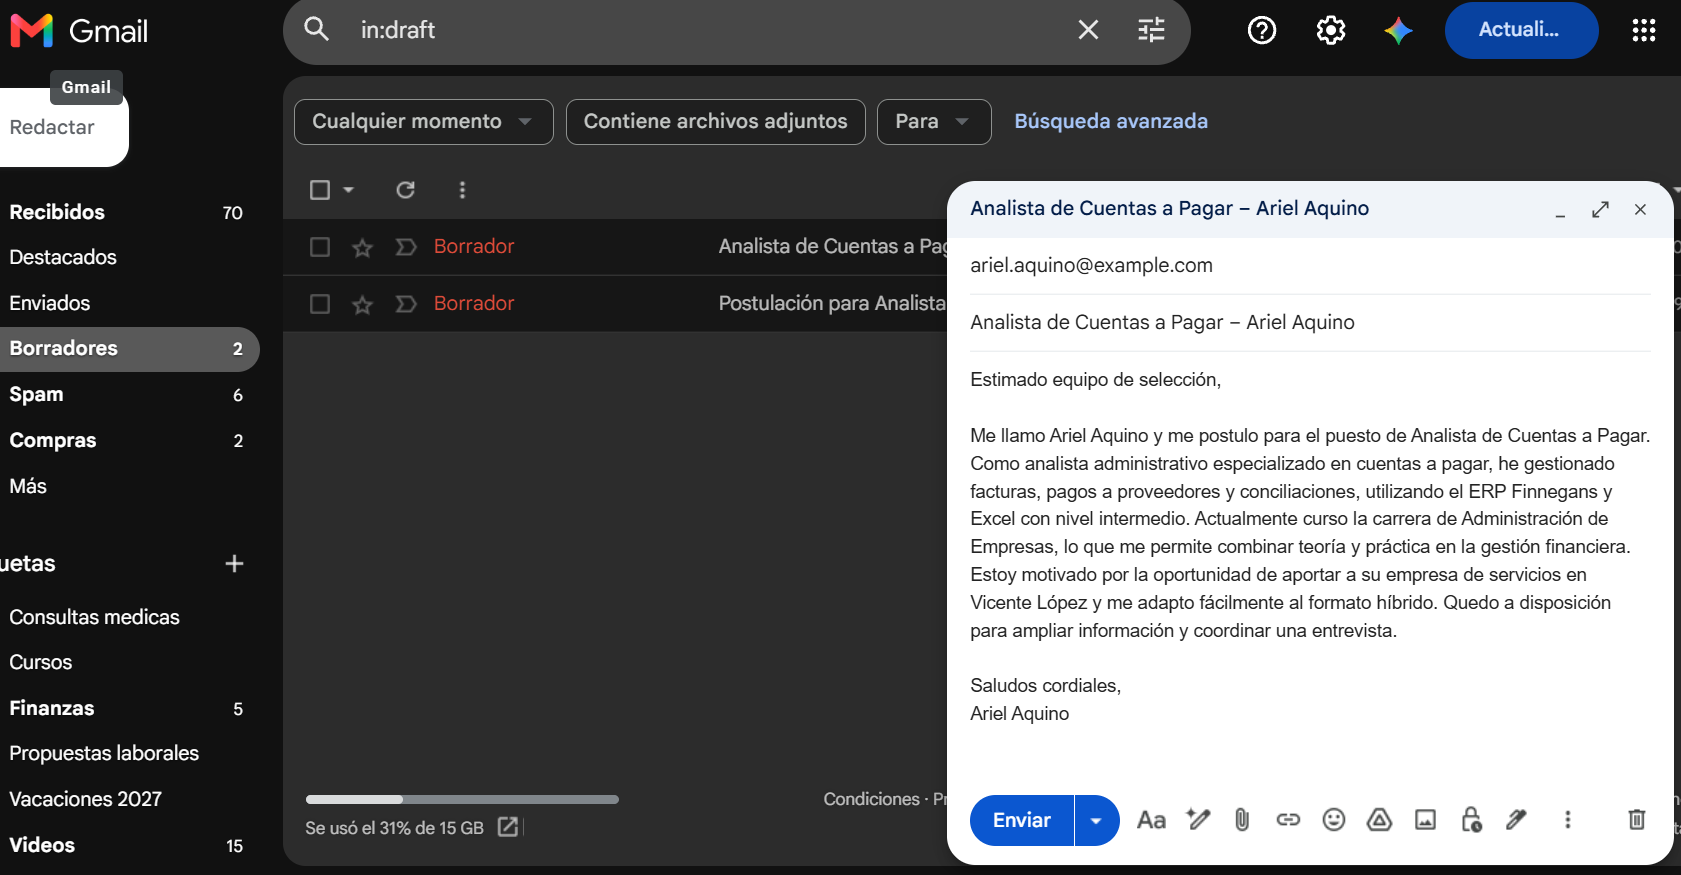 Gmail
in:draft
Actuali...
Gmail
Redactar
Cualquier momento
Contiene archivos adjuntos
Para
Búsqueda avanzada
Recibidos 70
Destacados
Enviados
Borradores 2
Spam 6
Compras 2
Más
uetas
Consultas medicas
Cursos
Finanzas 5
Propuestas laborales
Vacaciones 2027
Videos 15
Borrador Analista de Cuentas a Pag
Borrador Postulación para Analista
Se usó el 31% de 15 GB
Condiciones · Pr
Analista de Cuentas a Pagar – Ariel Aquino
ariel.aquino@example.com
Analista de Cuentas a Pagar – Ariel Aquino
Estimado equipo de selección,
Me llamo Ariel Aquino y me postulo para el puesto de Analista de Cuentas a Pagar.
Como analista administrativo especializado en cuentas a pagar, he gestionado
facturas, pagos a proveedores y conciliaciones, utilizando el ERP Finnegans y
Excel con nivel intermedio. Actualmente curso la carrera de Administración de
Empresas, lo que me permite combinar teoría y práctica en la gestión financiera.
Estoy motivado por la oportunidad de aportar a su empresa de servicios en
Vicente López y me adapto fácilmente al formato híbrido. Quedo a disposición
para ampliar información y coordinar una entrevista.
Saludos cordiales,
Ariel Aquino
Enviar
Aa